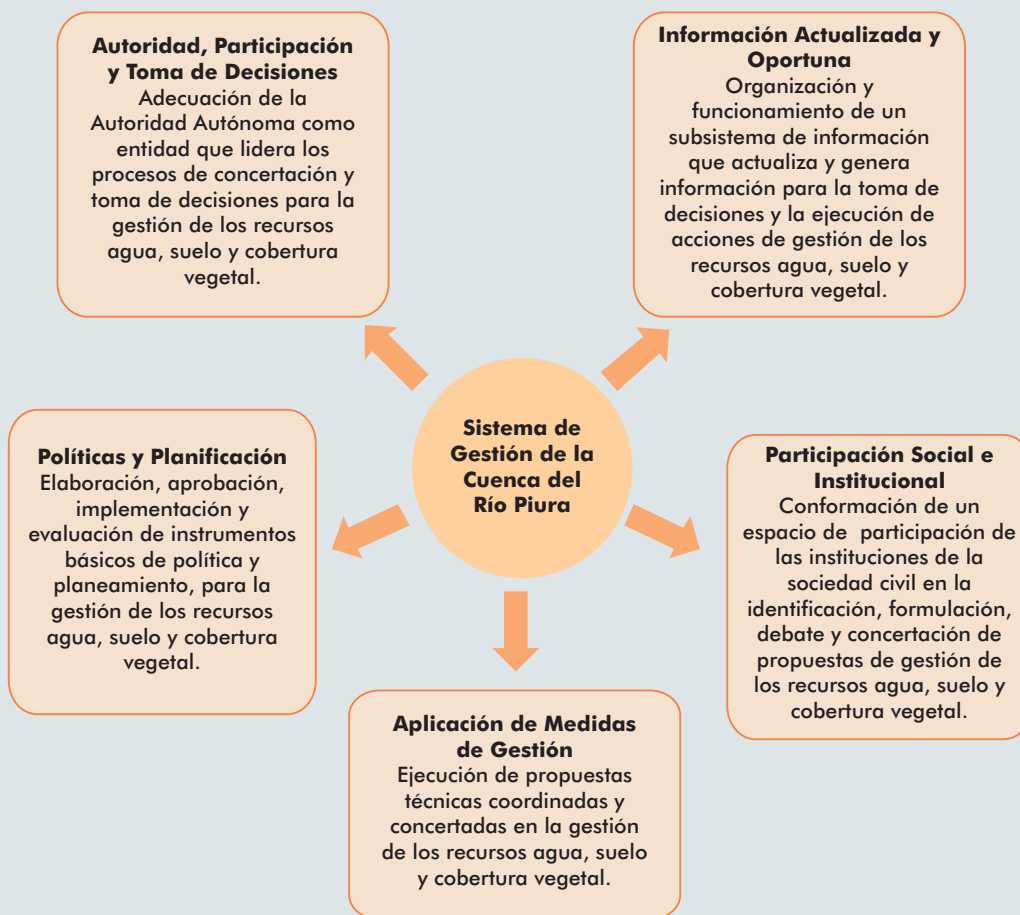 Autoridad, Participación
y Toma de Decisiones
Adecuación de la
Autoridad Autónoma como
entidad que lidera los
procesos de concertación y
toma de decisiones para la
gestión de los recursos
agua, suelo y cobertura
vegetal.
Información Actualizada y
Oportuna
Organización y
funcionamiento de un
subsistema de información
que actualiza y genera
información para la toma de
decisiones y la ejecución de
acciones de gestión de los
recursos agua, suelo y
cobertura vegetal.
Sistema de
Gestión de la
Cuenca del
Río Piura
Políticas y Planificación
Elaboración, aprobación,
implementación y
evaluación de instrumentos
básicos de política y
planeamiento, para la
gestión de los recursos
agua, suelo y cobertura
vegetal.
Participación Social e
Institucional
Conformación de un
espacio de participación de
las instituciones de la
sociedad civil en la
identificación, formulación,
debate y concertación de
propuestas de gestión de
los recursos agua, suelo y
cobertura vegetal.
Aplicación de Medidas
de Gestión
Ejecución de propuestas
técnicas coordinadas y
concertadas en la gestión
de los recursos agua, suelo
y cobertura vegetal.